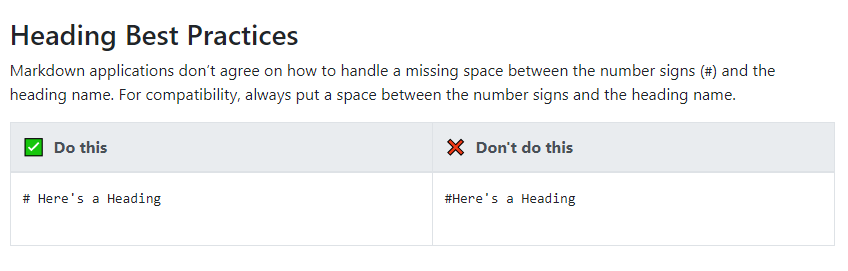 Heading Best Practices
Markdown applications don’t agree on how to handle a missing space between the number signs (#) and the
heading name. For compatibility, always put a space between the number signs and the heading name.
✅ Do this
❌ Don't do this
# Here's a Heading
#Here's a Heading